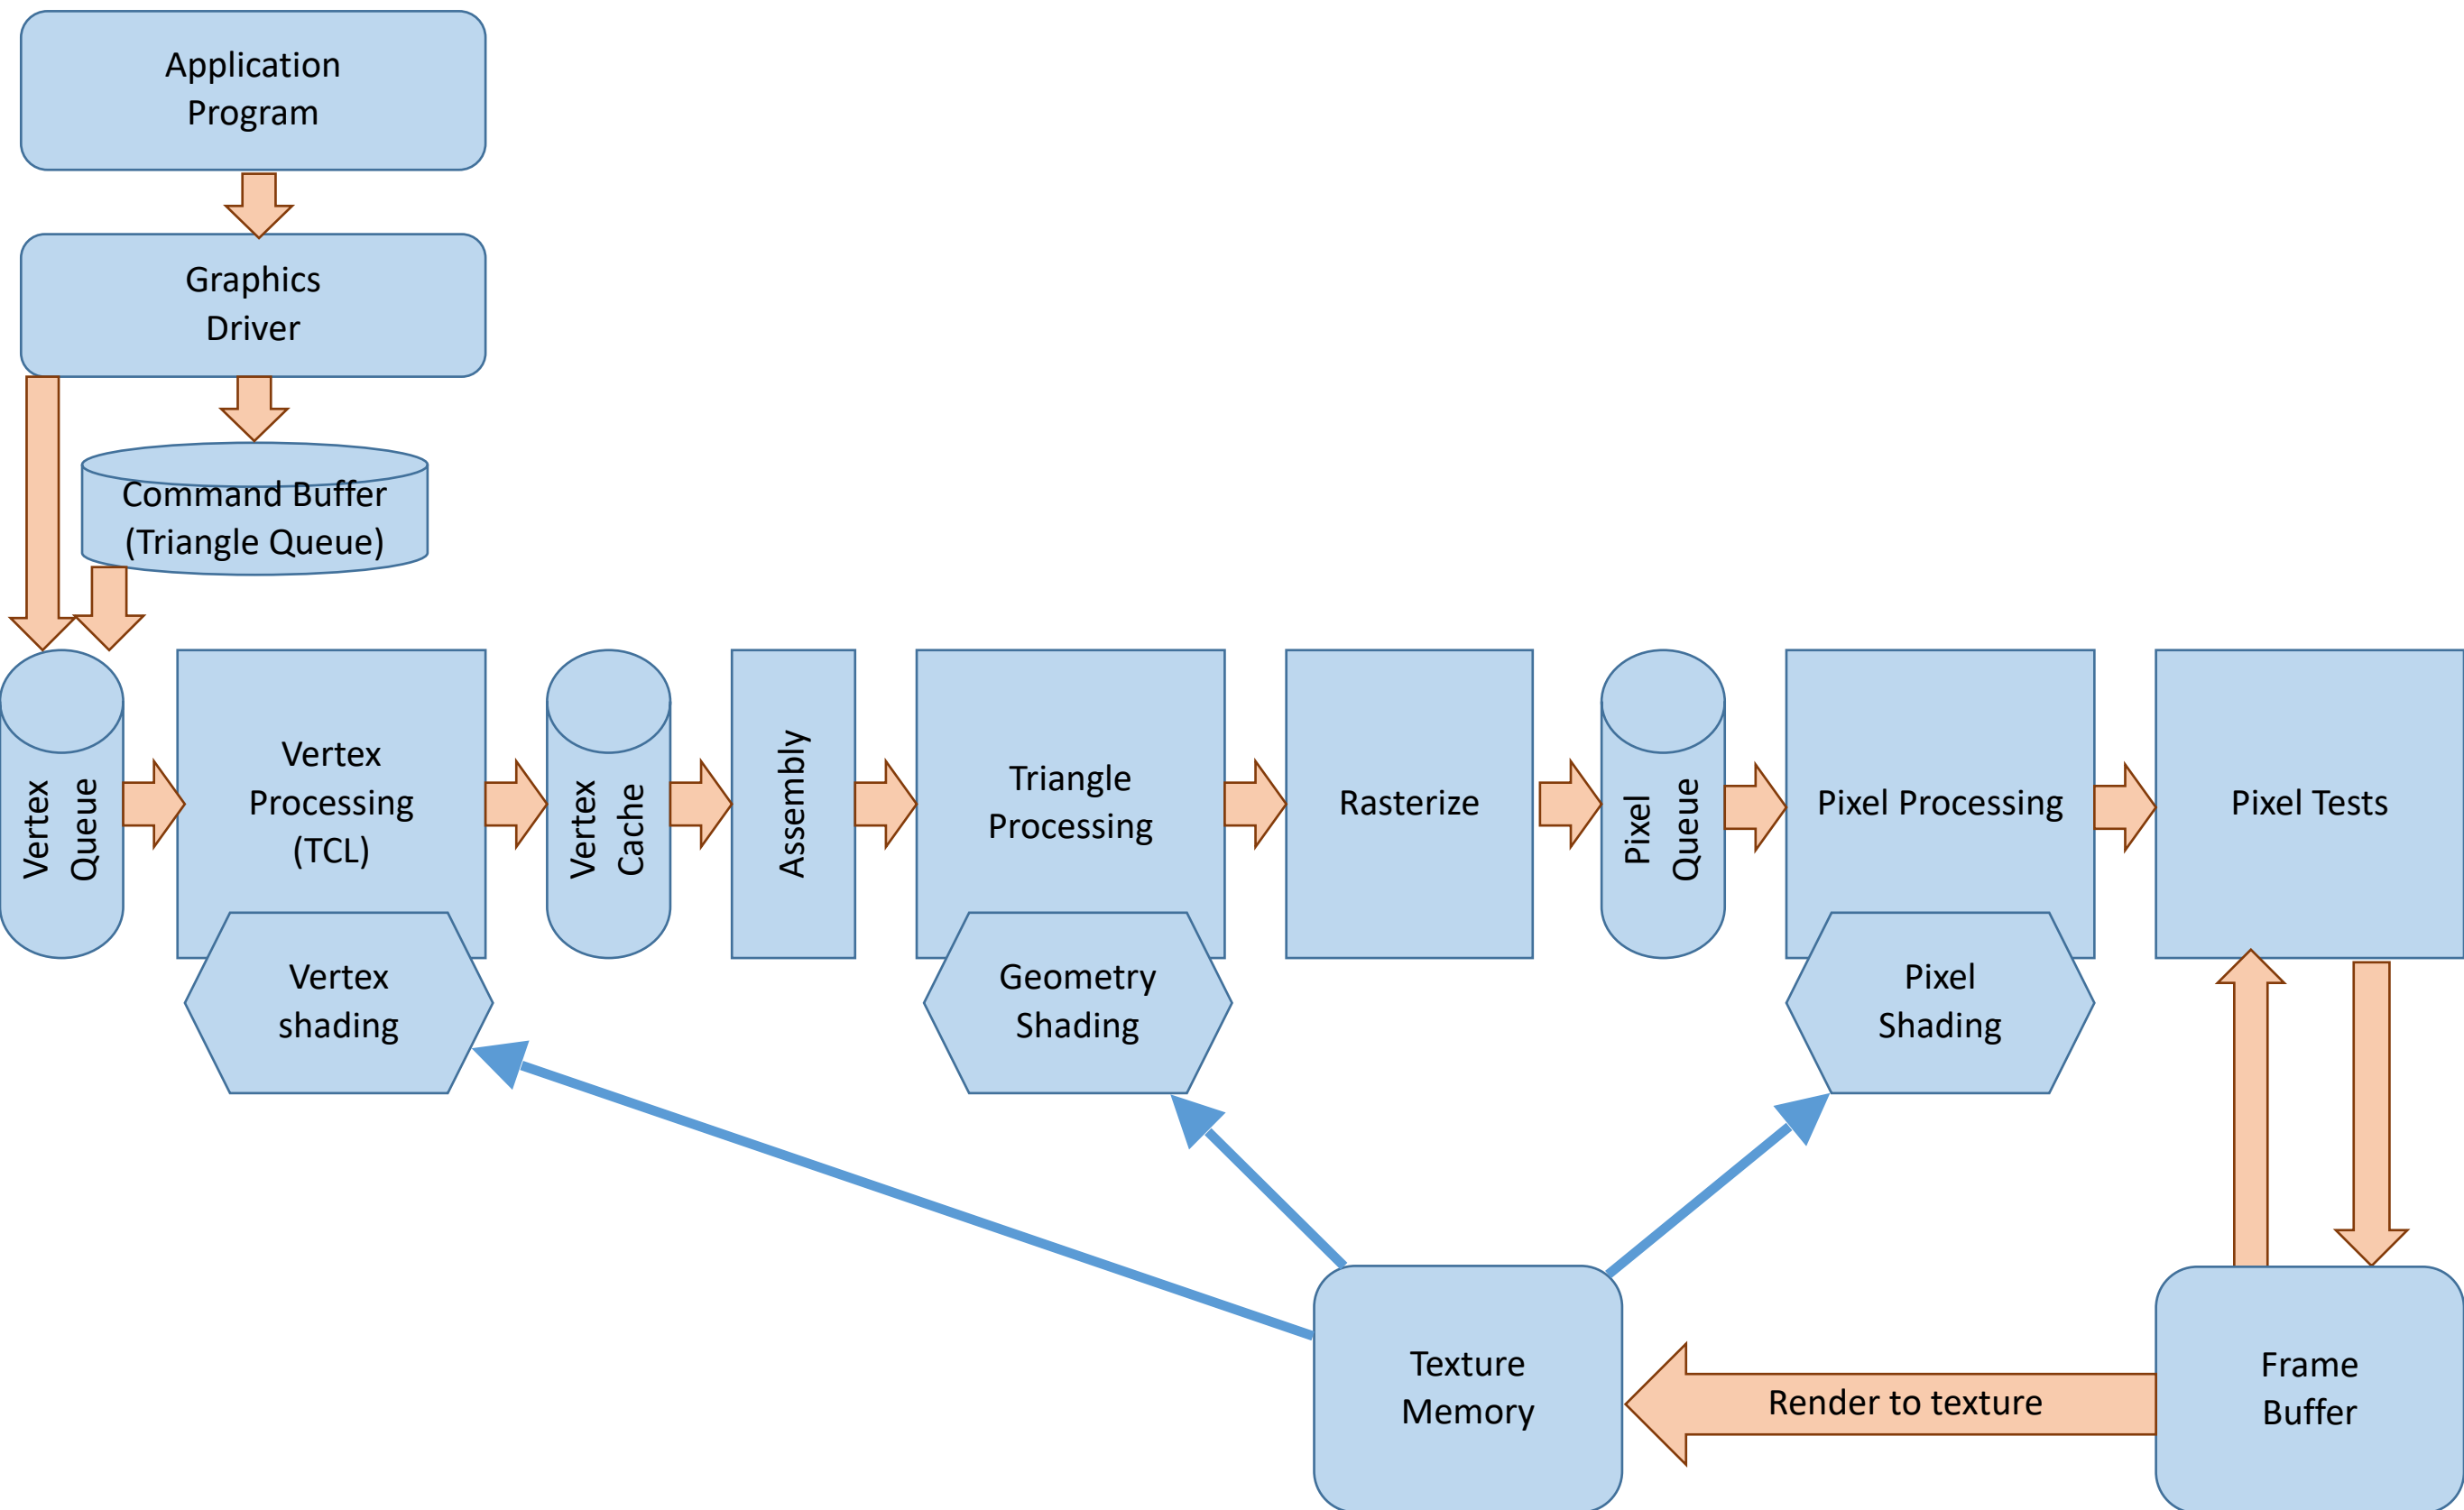 Application
Program
Graphics
Driver
Command Buffer
(Triangle Queue)
Vertex
Queue
Vertex
Processing
(TCL)
Vertex
Cache
Assembly
Triangle
Processing
Rasterize
Pixel
Queue
Pixel Processing
Pixel Tests
Vertex
shading
Geometry
Shading
Pixel
Shading
Texture
Memory
Render to texture
Frame
Buffer